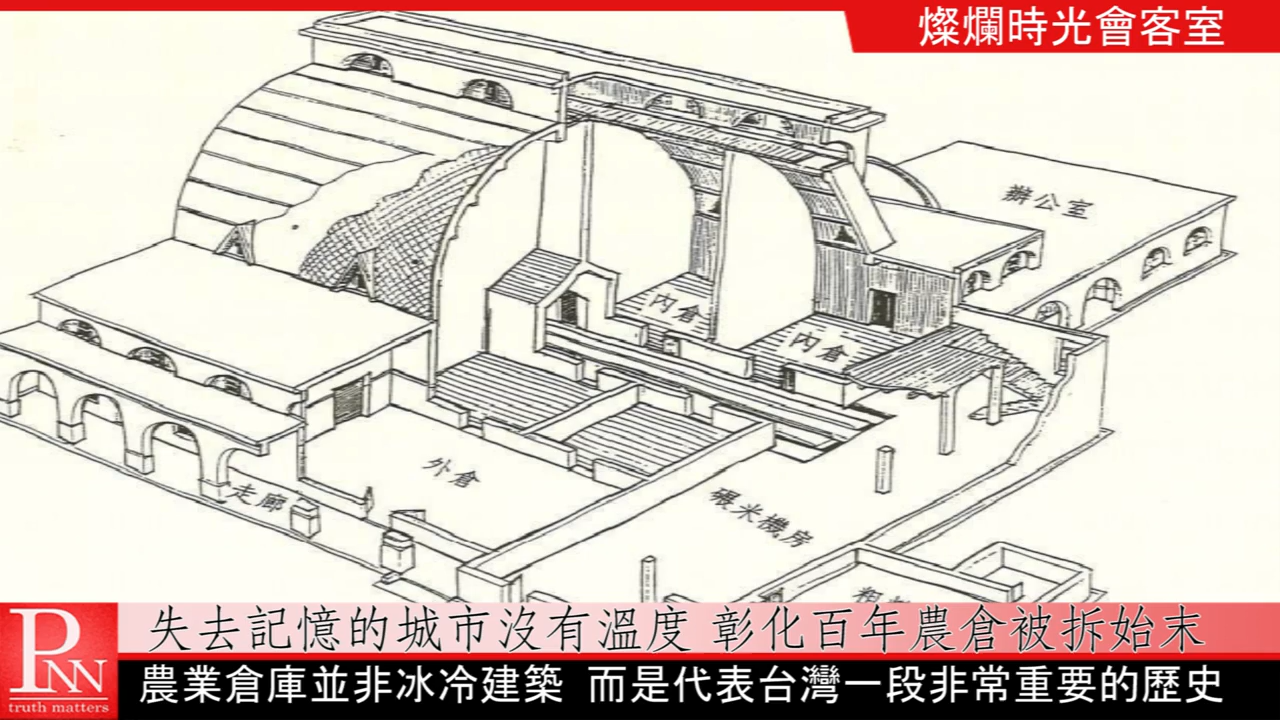 燦爛時光會客室
辦公室
內倉
內倉
外倉
走廊
碾米機房
PNN
truth matters
失去記憶的城市沒有溫度 彰化百年農倉被拆始末
農業倉庫並非冰冷建築 而是代表台灣一段非常重要的歷史